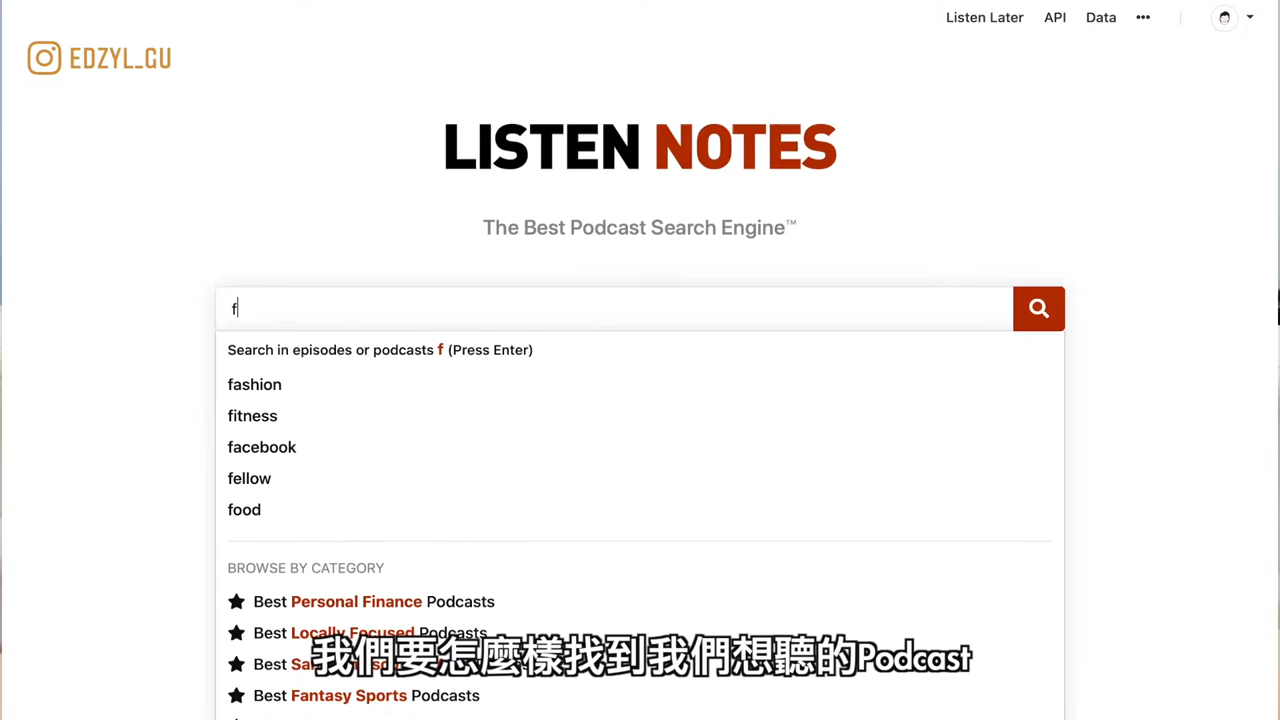 Listen Later API Data •••
EDZYL_GU
LISTEN NOTES
The Best Podcast Search Engine™
f
Search in episodes or podcasts f (Press Enter)
fashion
fitness
facebook
fellow
food
BROWSE BY CATEGORY
Best Personal Finance Podcasts
Best Locally Focused Podcasts
Best
我們要怎麼樣找到我們想聽的Podcast
Best Fantasy Sports Podcasts